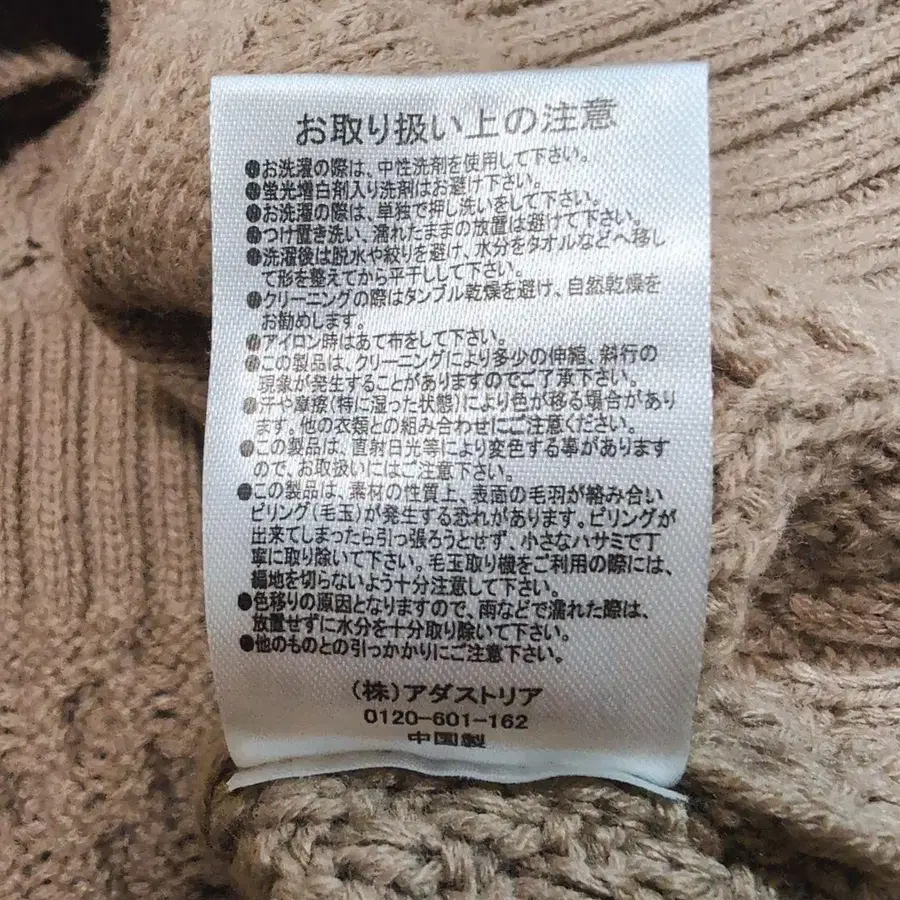 お取り扱い上の注意
●お洗濯の際は、中性洗剤を使用して下さい。
●蛍光増白剤入り洗剤はお避け下さい。
●お洗濯の際は、単独で押し洗いをして下さい。
●つけ置き洗い、濡れたままの放置は避けて下さい。
●洗濯後は脱水や絞りを避け、水分をタオルなどへ移し
て形を整えてから平干しして下さい。
●クリーニングの際はタンブル乾燥を避け、自然乾燥を
お勧めします。
●アイロン時はあて布をして下さい。
●この製品は、クリーニングにより多少の伸縮、斜行の
現象が発生することがありますのでご了承下さい。
●汗や摩擦(特に湿った状態)により色が移る場合があり
ます。他の衣類との組み合わせにご注意ください。
●この製品は、直射日光等により変色する事があります
ので、お取扱いにはご注意下さい。
●この製品は、素材の性質上、表面の毛羽が絡み合い
ピリング(毛玉)が発生する恐れがあります。ピリングが
出来てしまったら引っ張ろうとせず、小さなハサミで丁
寧に取り除いて下さい。毛玉取り機をご利用の際には、
編地を切らないよう十分注意して下さい。
●色移りの原因となりますので、雨などで濡れた際は、
放置せずに水分を十分取り除いて下さい。
●他のものとの引っかかりにご注意下さい。
(株)アダストリア
0120-601-162
中国製